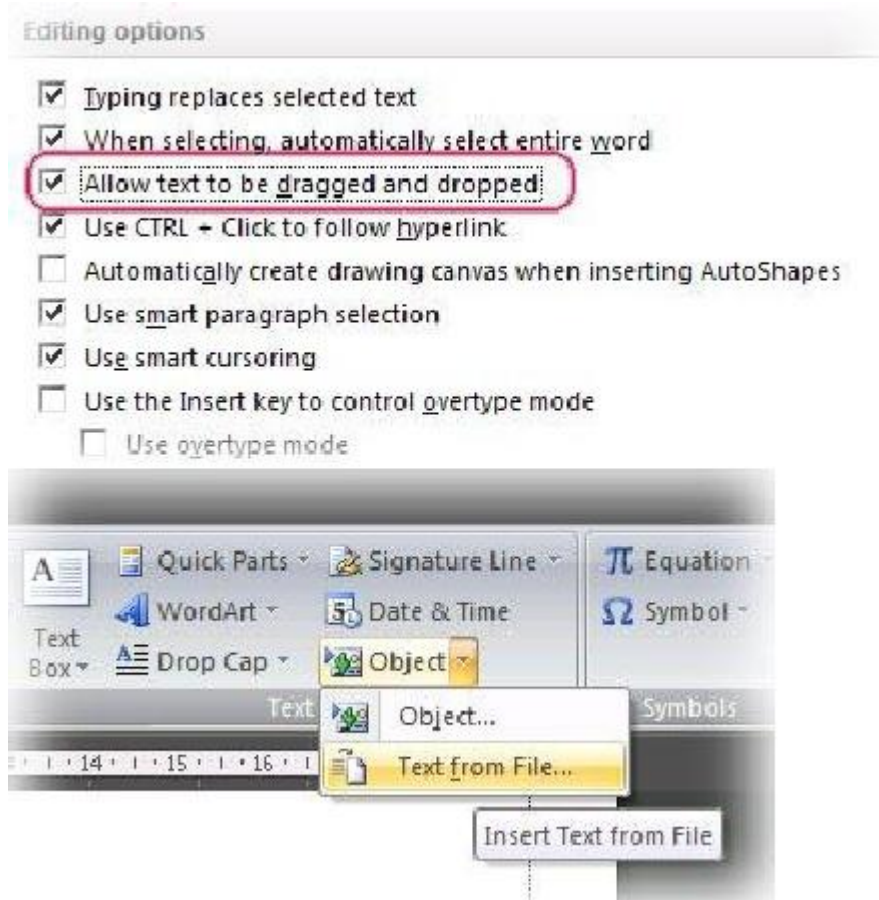 Editing options
Typing replaces selected text
When selecting, automatically select entire word
Allow text to be dragged and dropped
Use CTRL + Click to follow hyperlink
Automatically create drawing canvas when inserting AutoShapes
Use smart paragraph selection
Use smart cursoring
Use the Insert key to control overtype mode
Use overtype mode
A Quick Parts Signature Line π Equation
WordArt 5 Date & Time Ω Symbol
Text
Box A Drop Cap Object
Text Symbols
Object...
14 15 16
Text from File...
Insert Text from File